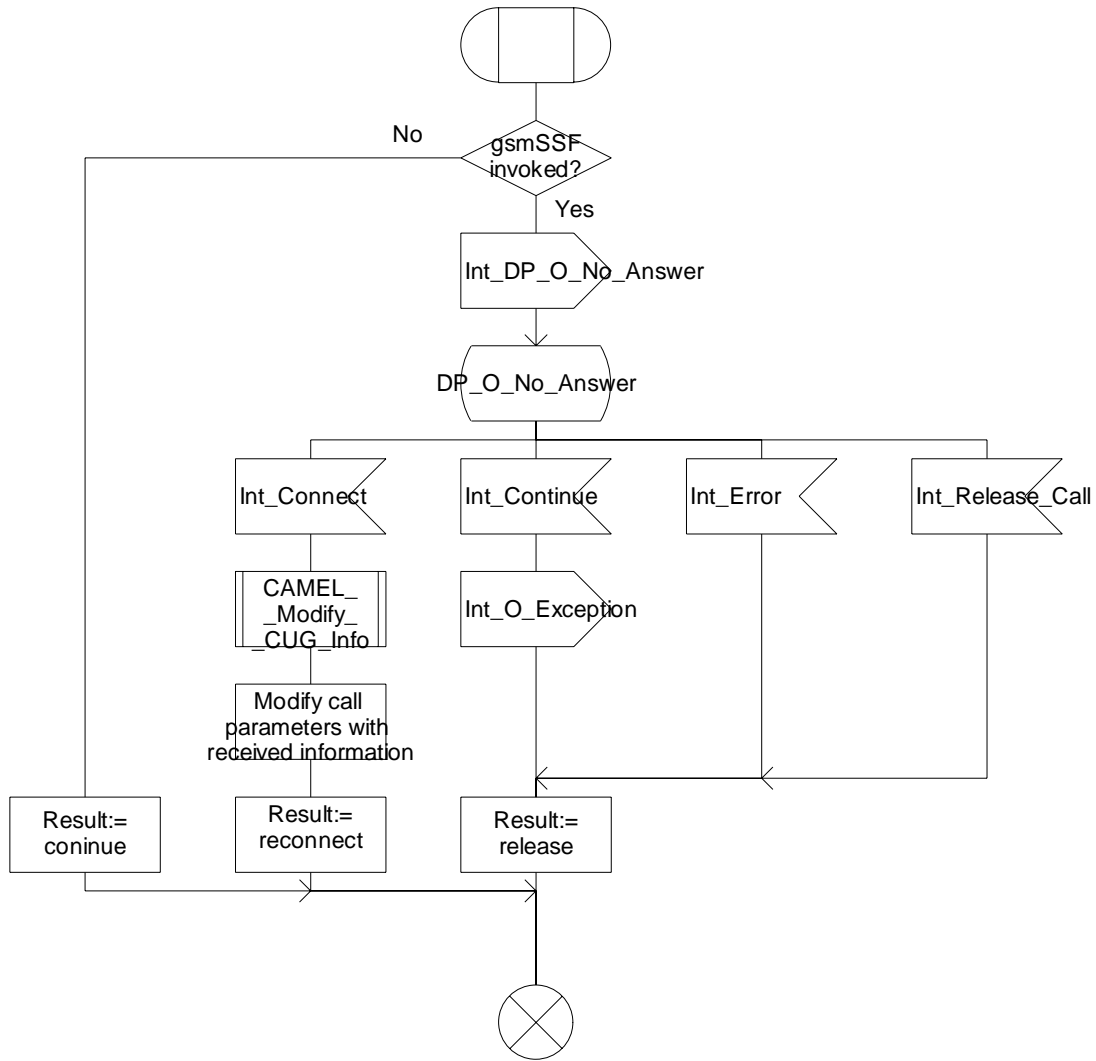 No
gsmSSF
invoked?
Yes
Int_DP_O_No_Answer
DP_O_No_Answer
Int_Connect
Int_Continue
Int_Error
Int_Release_Call
CAMEL_
_Modify_
_CUG_Info
Int_O_Exception
Modify call
parameters with
received information
Result:=
coninue
Result:=
reconnect
Result:=
release